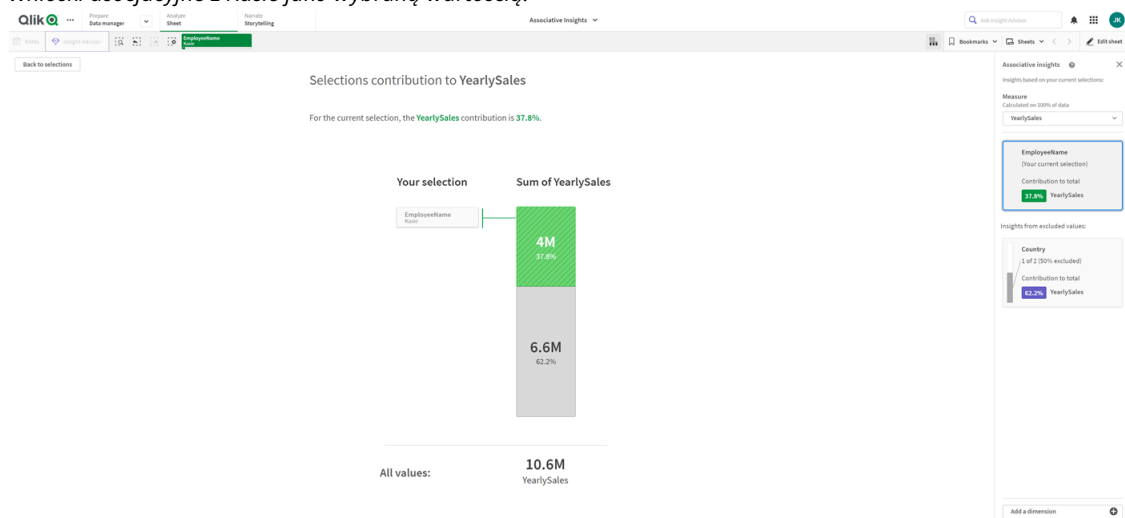 Wnioski asocjacyjne z Kasie jako wybraną wartością.
Qlik
Prepare
Data manager
Analyze
Sheet
Narrate
Storytelling
Associative Insights
Ask Insight Advisor
JK
Notes
Insight Advisor
EmployeeName
Kasie
Bookmarks
Sheets
Edit sheet
Back to selections
Selections contribution to YearlySales
For the current selection, the YearlySales contribution is 37.8%.
Your selection
Sum of YearlySales
EmployeeName
Kasie
4M
37.8%
6.6M
62.2%
All values:
10.6M
YearlySales
Associative insights
Insights based on your current selections:
Measure
Calculated on 100% of data
YearlySales
EmployeeName
(Your current selection)
Contribution to total
37.8% YearlySales
Insights from excluded values:
Country
1 of 2 (50% excluded)
Contribution to total
62.2% YearlySales
Add a dimension